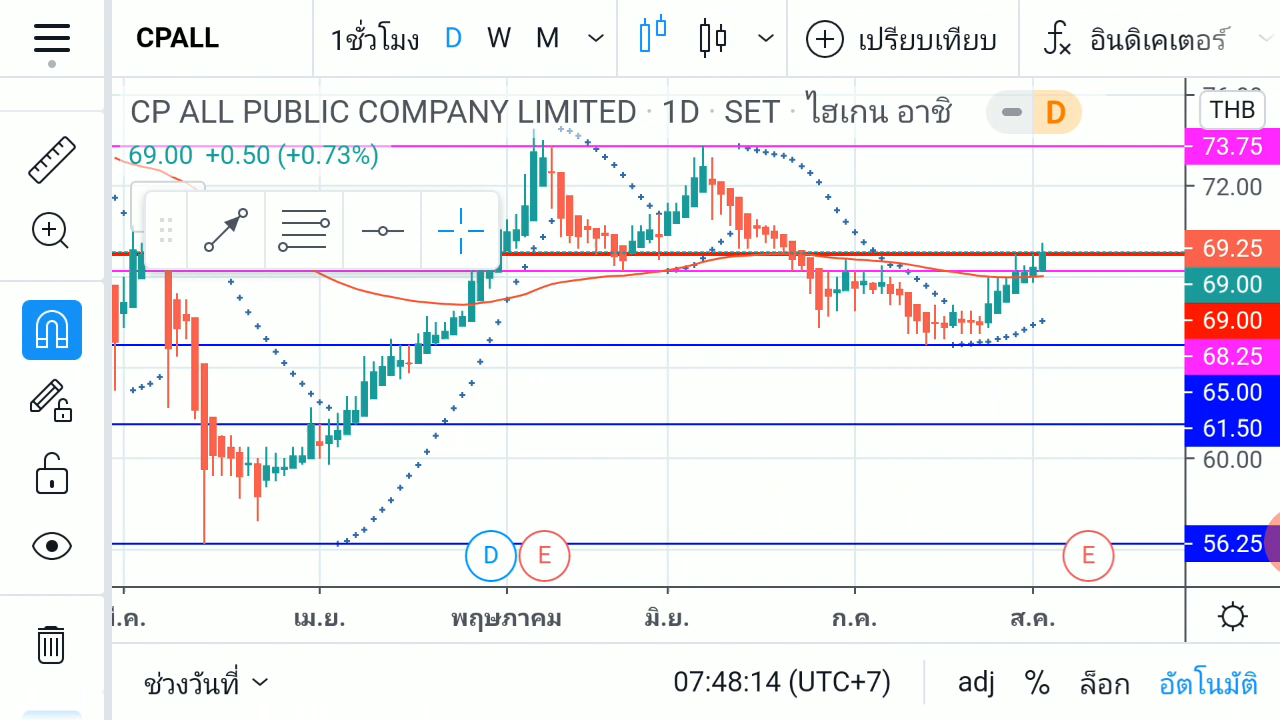 CPALL
1ชั่วโมง D W M
เปรียบเทียบ
อินดิเคเตอร์
CP ALL PUBLIC COMPANY LIMITED · 1D · SET · ไฮเกน อาชิ
D
THB
69.00 +0.50 (+0.73%)
73.75
72.00
69.25
69.00
69.00
68.25
65.00
61.50
60.00
56.25
D E E
เม.ย. พฤษภาคม มิ.ย. ก.ค. ส.ค.
ช่วงวันที่ 07:48:14 (UTC+7) adj % ล็อก อัตโนมัติ